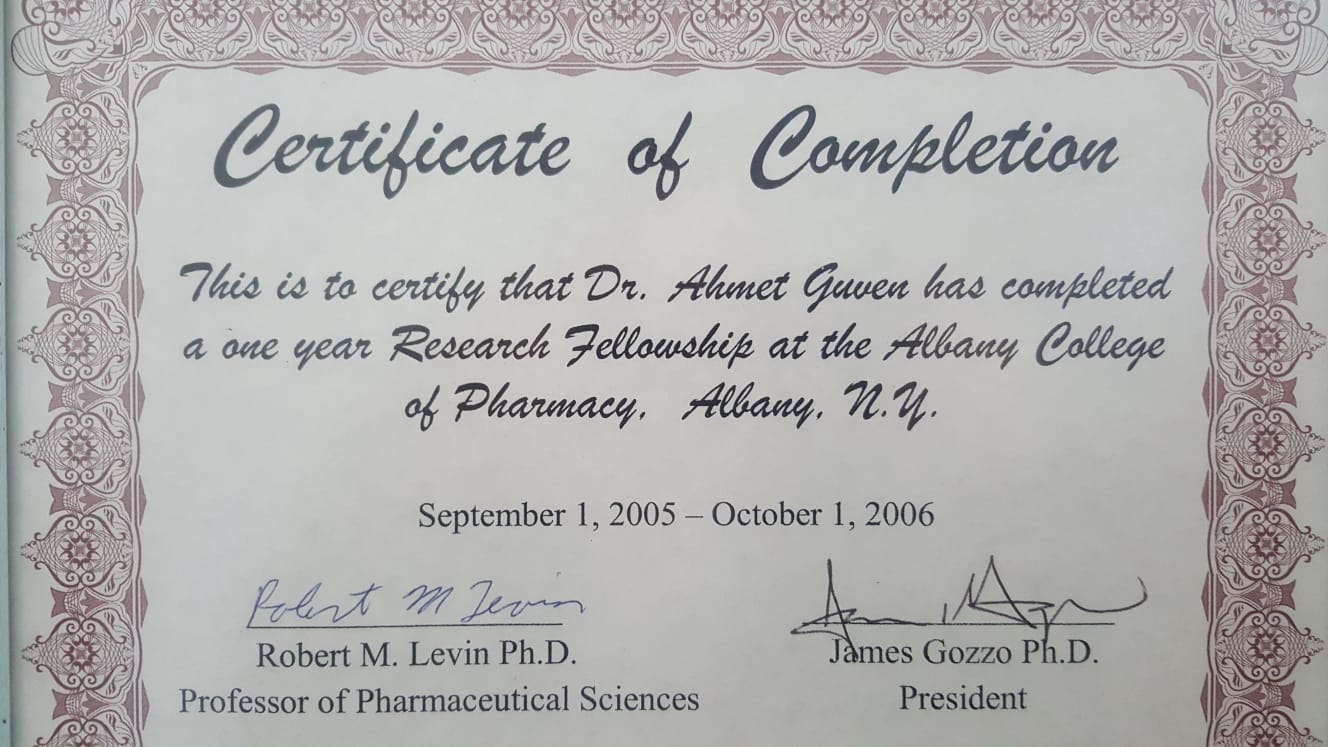 Certificate of Completion
This is to certify that Dr. Ahmet Guven has completed
a one year Research Fellowship at the Albany College
of Pharmacy, Albany, N.Y.
September 1, 2005 – October 1, 2006
Robert M Levin
Robert M. Levin Ph.D.
Professor of Pharmaceutical Sciences
James Gozzo Ph.D.
President